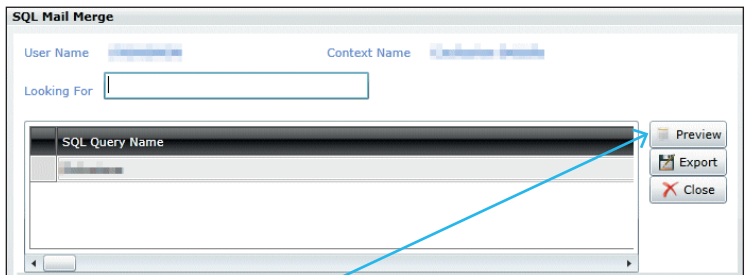 SQL Mail Merge
User Name
Context Name
Looking For
SQL Query Name
Preview
Export
Close